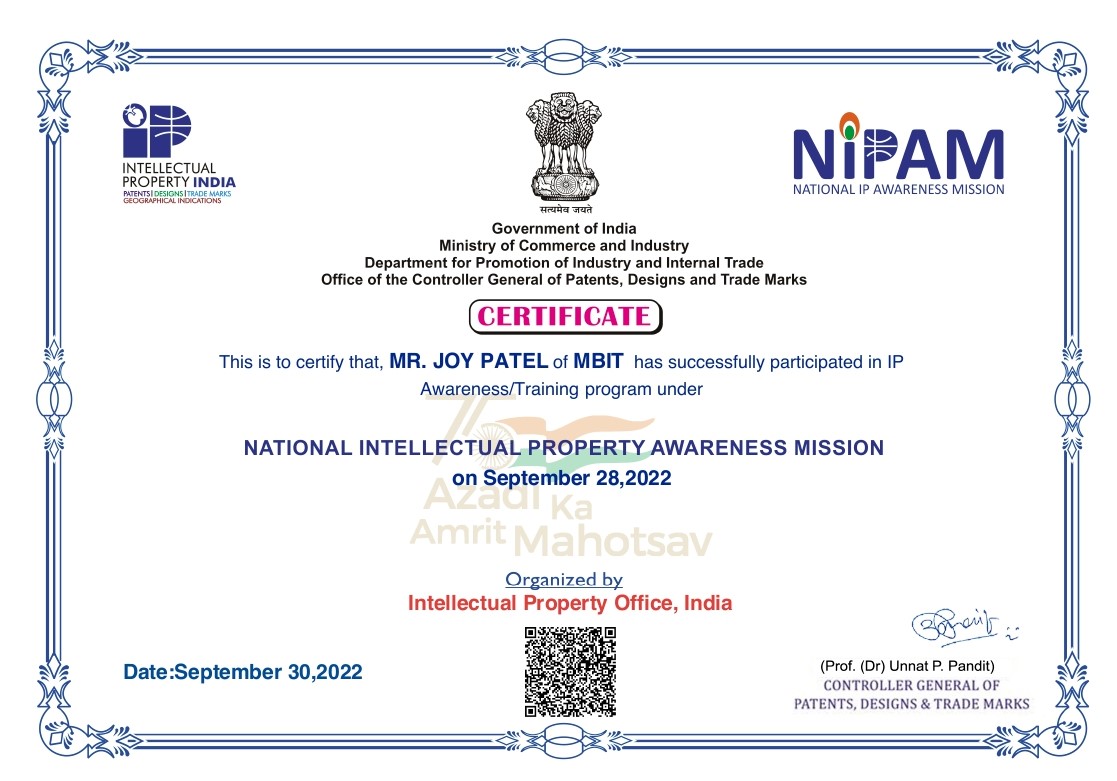 INTELLECTUAL
PROPERTY INDIA
PATENTS|DESIGNS|TRADE MARKS
GEOGRAPHICAL INDICATIONS
सत्यमेव जयते
NiPAM
NATIONAL IP AWARENESS MISSION
Government of India
Ministry of Commerce and Industry
Department for Promotion of Industry and Internal Trade
Office of the Controller General of Patents, Designs and Trade Marks
CERTIFICATE
This is to certify that, MR. JOY PATEL of MBIT has successfully participated in IP
Awareness/Training program under
NATIONAL INTELLECTUAL PROPERTY AWARENESS MISSION
on September 28,2022
75
Azadi Ka
Amrit Mahotsav
Organized by
Intellectual Property Office, India
Date:September 30,2022
(Prof. (Dr) Unnat P. Pandit)
CONTROLLER GENERAL OF
PATENTS, DESIGNS & TRADE MARKS